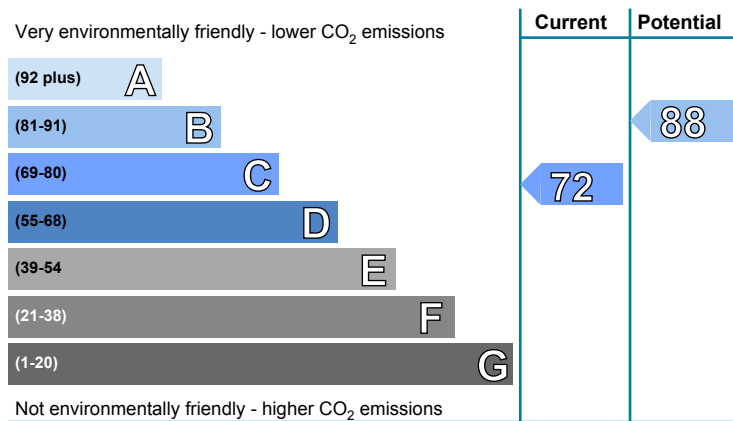 Current Potential
Very environmentally friendly - lower CO2 emissions
(92 plus) A
(81-91) B 88
(69-80) C 72
(55-68) D
(39-54 E
(21-38) F
(1-20) G
Not environmentally friendly - higher CO2 emissions